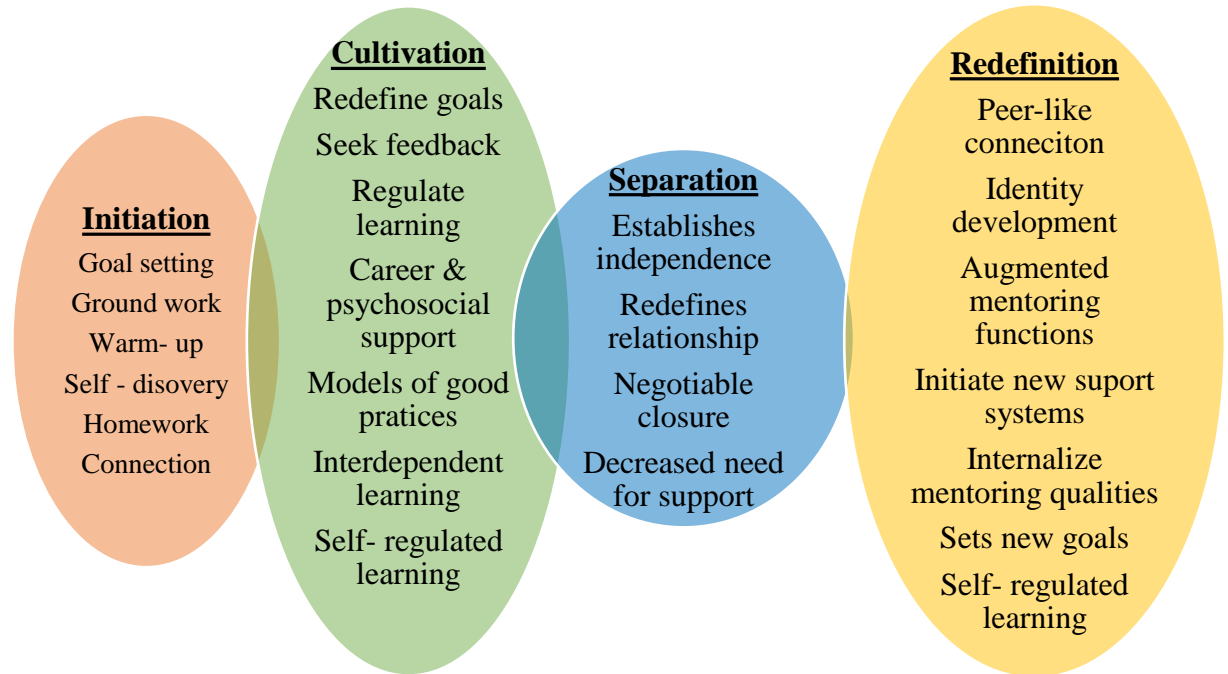 Initiation
Goal setting
Ground work
Warm- up
Self - disovery
Homework
Connection
Cultivation
Redefine goals
Seek feedback
Regulate
learning
Career &
psychosocial
support
Models of good
pratices
Interdependent
learning
Self- regulated
learning
Separation
Establishes
independence
Redefines
relationship
Negotiable
closure
Decreased need
for support
Redefinition
Peer-like
conneciton
Identity
development
Augmented
mentoring
functions
Initiate new suport
systems
Internalize
mentoring qualities
Sets new goals
Self- regulated
learning